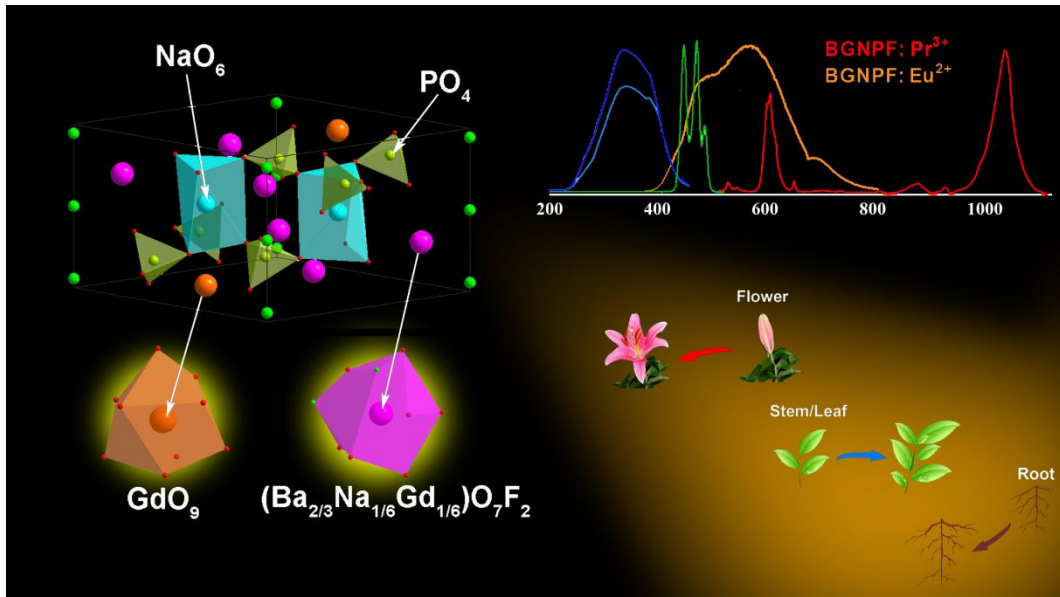 NaO₆
PO₄
GdO₉
(Ba₂/₃Na₁/₆Gd₁/₆)O₇F₂
BGNPF: Pr³⁺
BGNPF: Eu²⁺
200 400 600 800 1000
Flower
Stem/Leaf
Root